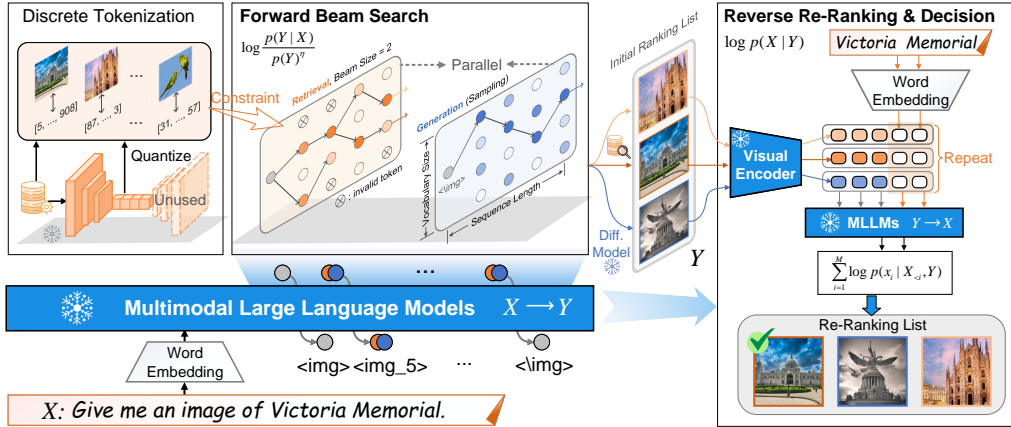 Discrete Tokenization
[5, ..., 908]
[87, ..., 3]
...
[31, ..., 57]
Constraint
Quantize
Unused
Forward Beam Search
log p(Y | X) / p(Y)^η
Retrieval, Beam Size = 2
Parallel
Generation (Sampling)
<\img>
Vocabulary Size
Sequence Length
⊗ : invalid token
Initial Ranking List
Diff. Model
Y
Multimodal Large Language Models X → Y
...
<img> <img_5> ... <\img>
Word
Embedding
X: Give me an image of Victoria Memorial.
Reverse Re-Ranking & Decision
log p(X | Y)
Victoria Memorial
Word
Embedding
Visual
Encoder
Repeat
MLLMs Y → X
∑_{i=1}^{M} log p(x_i | X_{<i}, Y)
Re-Ranking List